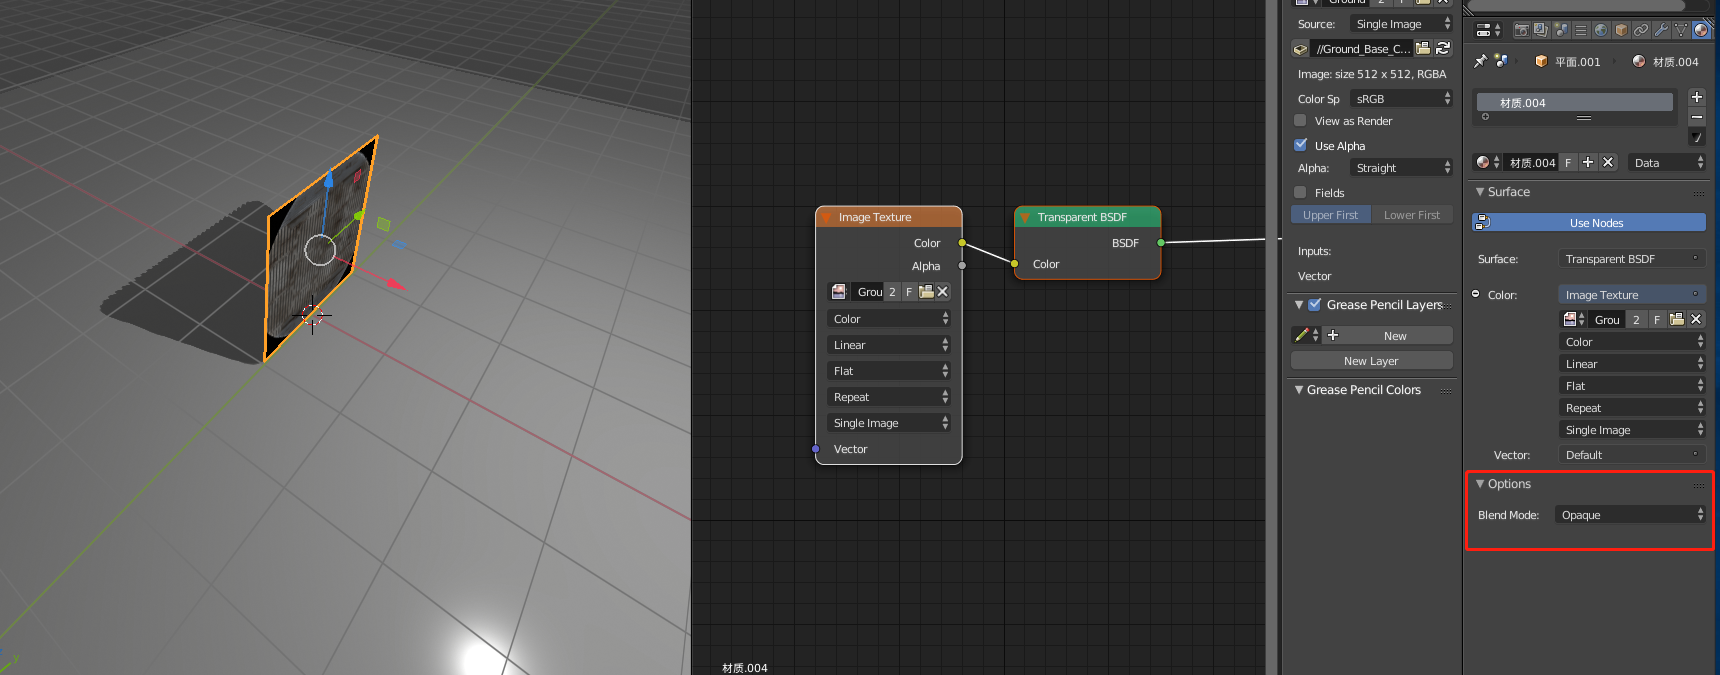 Ground 2 F
Source: Single Image
//Ground_Base_C...
Image: size 512 x 512, RGBA
Color Sp sRGB
View as Render
Use Alpha
Alpha: Straight
Fields
Upper First Lower First
Inputs:
Vector
Grease Pencil Layers
New
New Layer
Grease Pencil Colors
Image Texture
Color
Alpha
Grou 2 F
Color
Linear
Flat
Repeat
Single Image
Vector
Transparent BSDF
BSDF
Color
材质.004
y
平面.001 材质.004
材质.004
材质.004 F Data
Surface
Use Nodes
Surface: Transparent BSDF
Color: Image Texture
Grou 2 F
Color
Linear
Flat
Repeat
Single Image
Vector: Default
Options
Blend Mode: Opaque